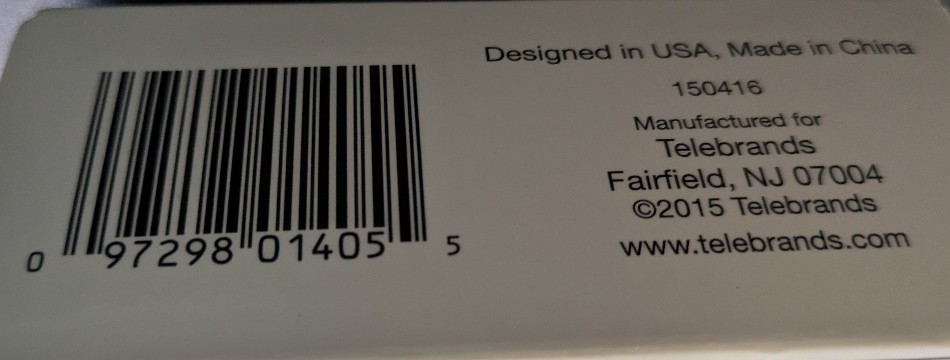 Designed in USA, Made in China
150416
Manufactured for
Telebrands
Fairfield, NJ 07004
©2015 Telebrands
www.telebrands.com
0 97298 01405 5